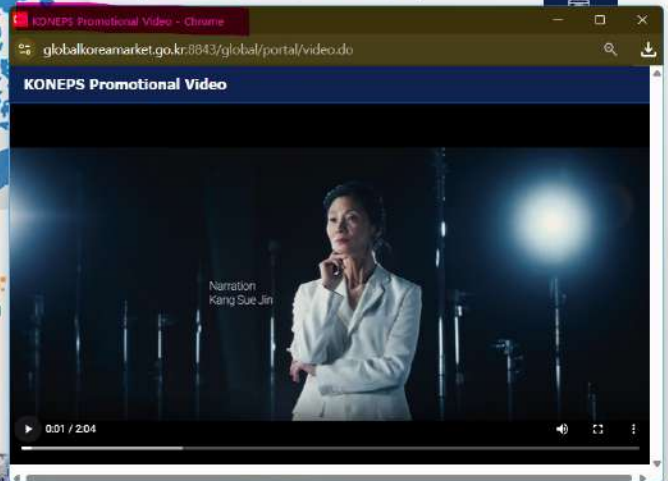 KONEPS Promotional Video - Chrome
globalkoreamarket.go.kr:8843/global/portal/video.do
KONEPS Promotional Video
Narration
Kang Sue Jin
0:01 / 2:04